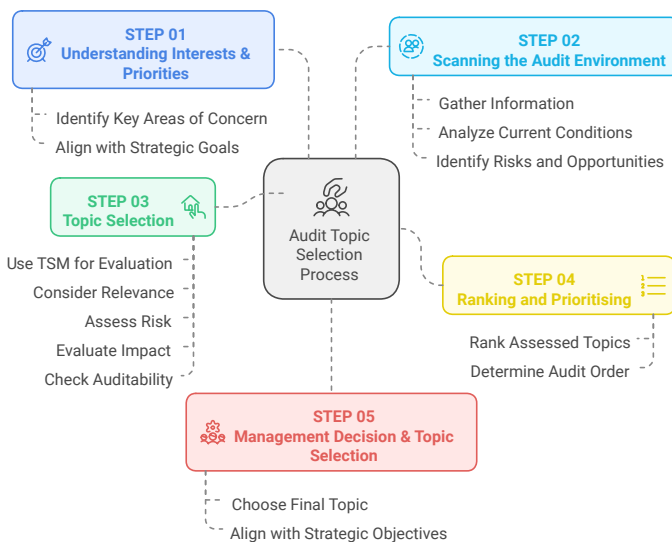 STEP 01
Understanding Interests &
Priorities
Identify Key Areas of Concern
Align with Strategic Goals
STEP 02
Scanning the Audit Environment
Gather Information
Analyze Current Conditions
Identify Risks and Opportunities
Audit Topic
Selection
Process
STEP 03
Topic Selection
Use TSM for Evaluation
Consider Relevance
Assess Risk
Evaluate Impact
Check Auditability
STEP 04
Ranking and Prioritising
Rank Assessed Topics
Determine Audit Order
STEP 05
Management Decision & Topic
Selection
Choose Final Topic
Align with Strategic Objectives